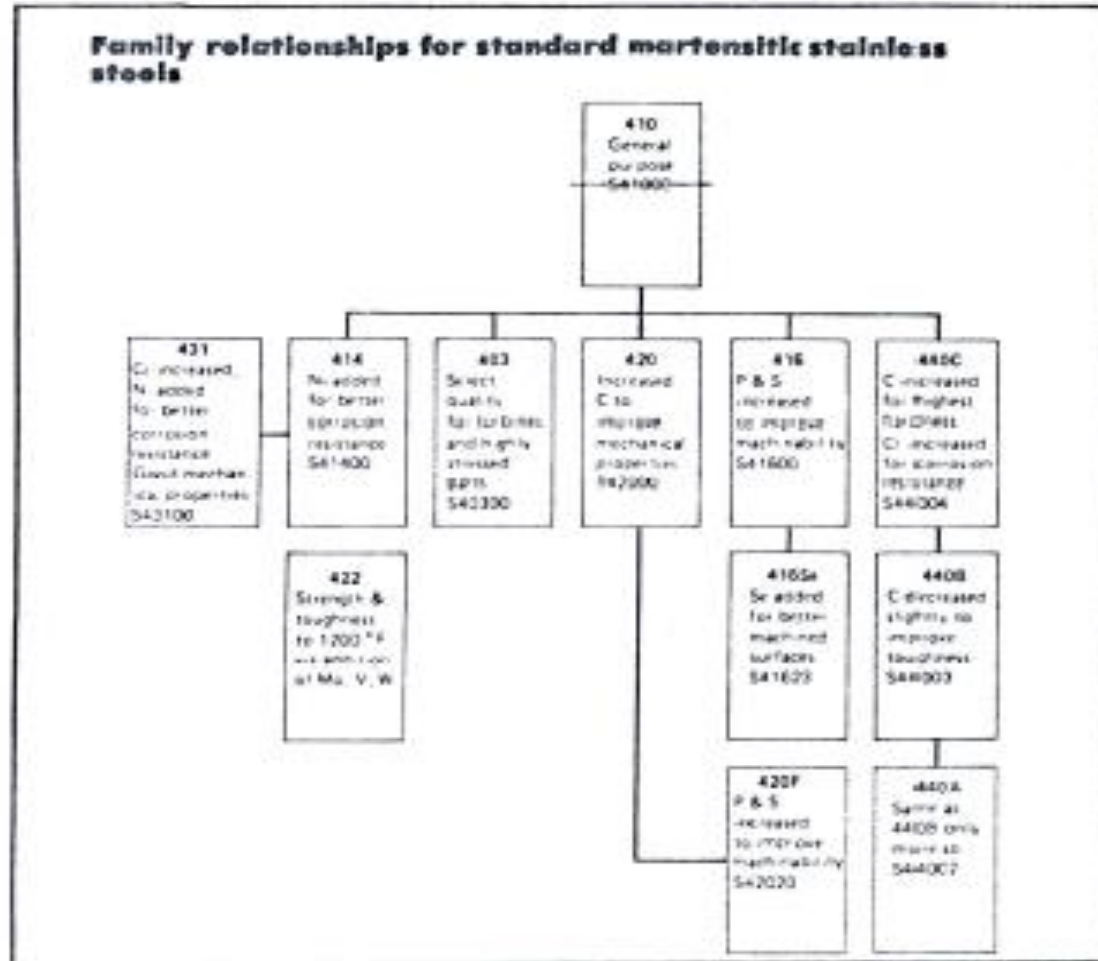 Family relationships for standard martensitic stainless
steels
410
General
purpose
S41000
431
Cr increased,
Ni added
for better
corrosion
resistance
Good mechan-
ical properties
S43100
414
Ni added
for better
corrosion
resistance
S41400
403
Select
quality
for turbines
and highly
stressed
parts
S40300
420
Increased
C to
improve
mechanical
properties
S42000
416
P & S
increased
to improve
machinability
S41600
440C
C increased
for highest
hardness
Cr increased
for corrosion
resistance
S44004
422
Strength &
toughness
to 1200 °F
via addition
of Mo, V, W
416Se
Se added
for better
machined
surfaces
S41623
440B
C decreased
slightly to
improve
toughness
S44003
420F
P & S
increased
to improve
machinability
S42020
440A
Same as
440B only
more so